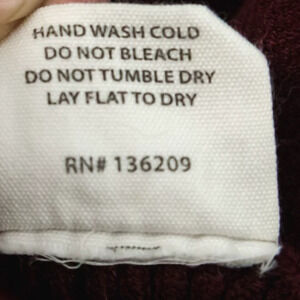 HAND WASH COLD
DO NOT BLEACH
DO NOT TUMBLE DRY
LAY FLAT TO DRY
RN# 136209